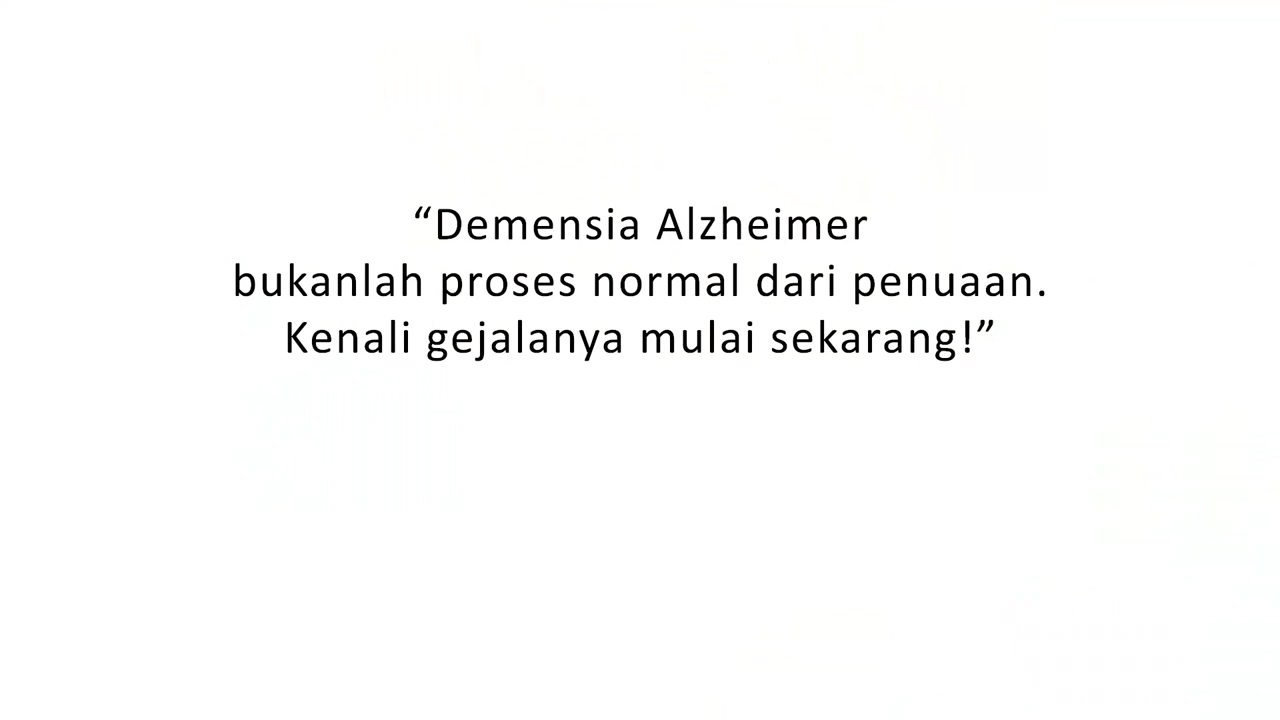 “Demensia Alzheimer
bukanlah proses normal dari penuaan.
Kenali gejalanya mulai sekarang!”